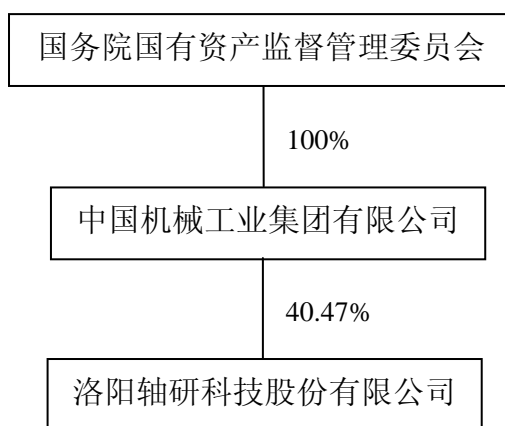 国务院国有资产监督管理委员会
100%
中国机械工业集团有限公司
40.47%
洛阳轴研科技股份有限公司